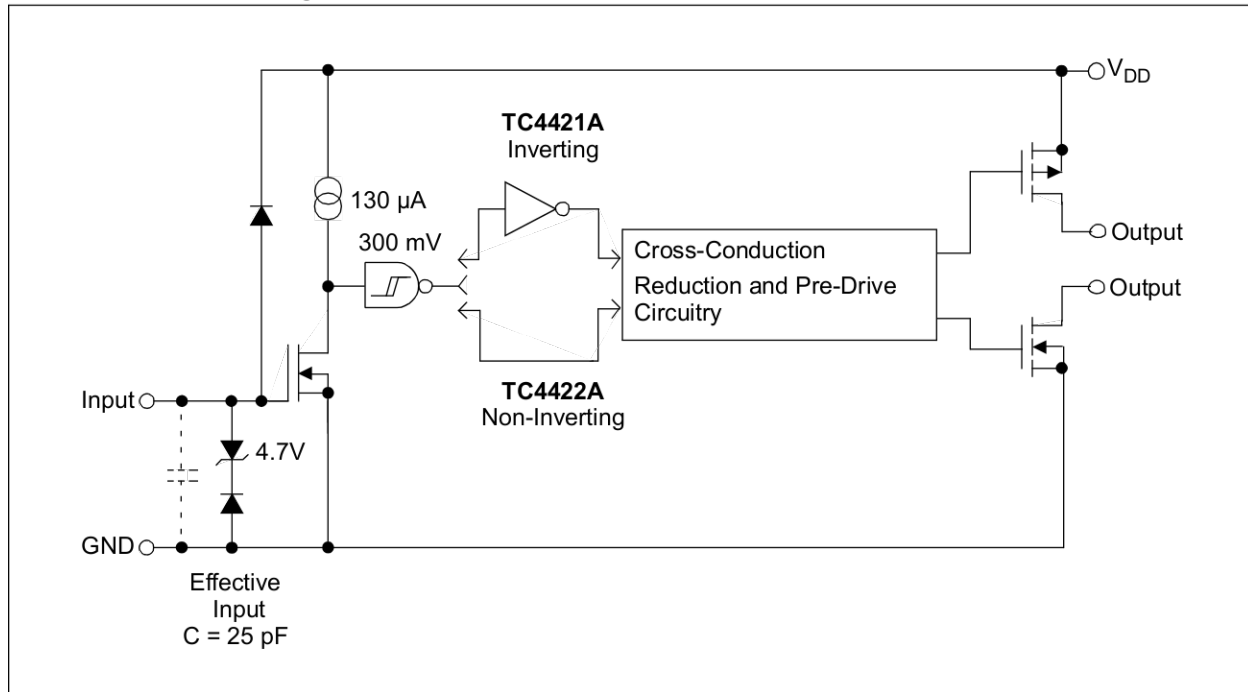 V_DD
TC4421A
Inverting
130 µA
300 mV
Cross-Conduction
Reduction and Pre-Drive
Circuitry
Output
Output
TC4422A
Non-Inverting
Input
4.7V
GND
Effective
Input
C = 25 pF